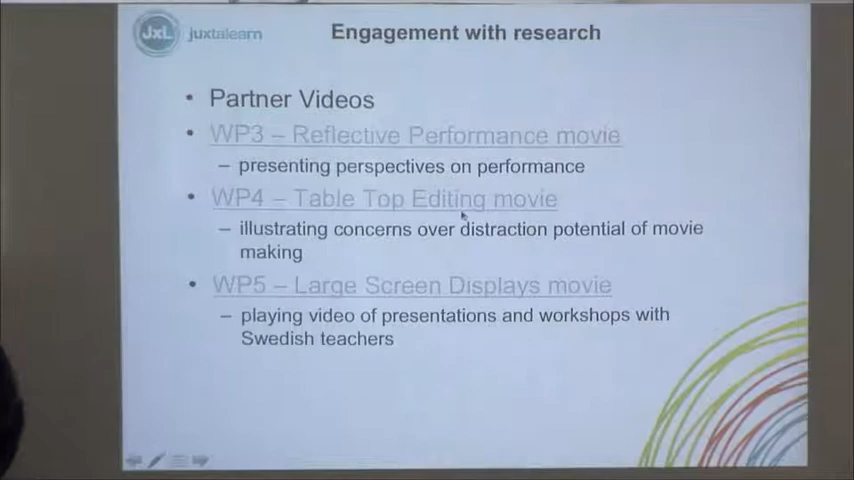 JxL juxtalearn
Engagement with research
• Partner Videos
• WP3 – Reflective Performance movie
– presenting perspectives on performance
• WP4 – Table Top Editing movie
– illustrating concerns over distraction potential of movie
making
• WP5 – Large Screen Displays movie
– playing video of presentations and workshops with
Swedish teachers